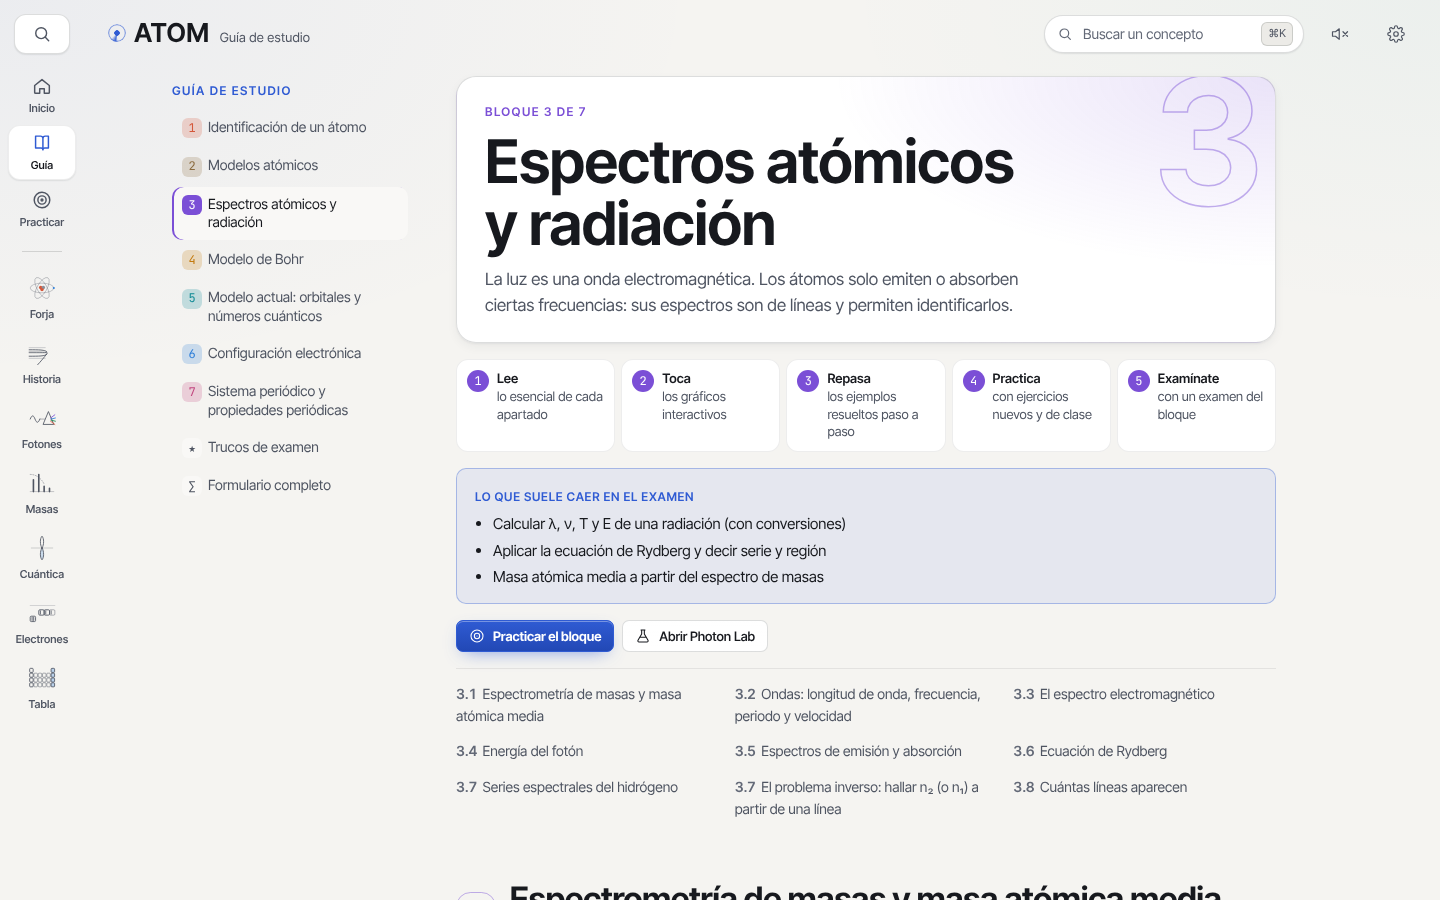 ATOM
Guía de estudio
Buscar un concepto
⌘K
Inicio
Guía
Practicar
Forja
Historia
Fotones
Masas
Cuántica
Electrones
Tabla
GUÍA DE ESTUDIO
1 Identificación de un átomo
2 Modelos atómicos
3 Espectros atómicos y
radiación
4 Modelo de Bohr
5 Modelo actual: orbitales y
números cuánticos
6 Configuración electrónica
7 Sistema periódico y
propiedades periódicas
★ Trucos de examen
∑ Formulario completo
BLOQUE 3 DE 7
3
Espectros atómicos
y radiación
La luz es una onda electromagnética. Los átomos solo emiten o absorben
ciertas frecuencias: sus espectros son de líneas y permiten identificarlos.
1 Lee
lo esencial de cada
apartado
2 Toca
los gráficos
interactivos
3 Repasa
los ejemplos
resueltos paso a
paso
4 Practica
con ejercicios
nuevos y de clase
5 Examínate
con un examen del
bloque
LO QUE SUELE CAER EN EL EXAMEN
• Calcular λ, ν, T y E de una radiación (con conversiones)
• Aplicar la ecuación de Rydberg y decir serie y región
• Masa atómica media a partir del espectro de masas
Practicar el bloque
Abrir Photon Lab
3.1 Espectrometría de masas y masa
atómica media
3.2 Ondas: longitud de onda, frecuencia,
periodo y velocidad
3.3 El espectro electromagnético
3.4 Energía del fotón
3.5 Espectros de emisión y absorción
3.6 Ecuación de Rydberg
3.7 Series espectrales del hidrógeno
3.7 El problema inverso: hallar n₂ (o n₁) a
partir de una línea
3.8 Cuántas líneas aparecen
Espectrometría de masas y masa atómica media